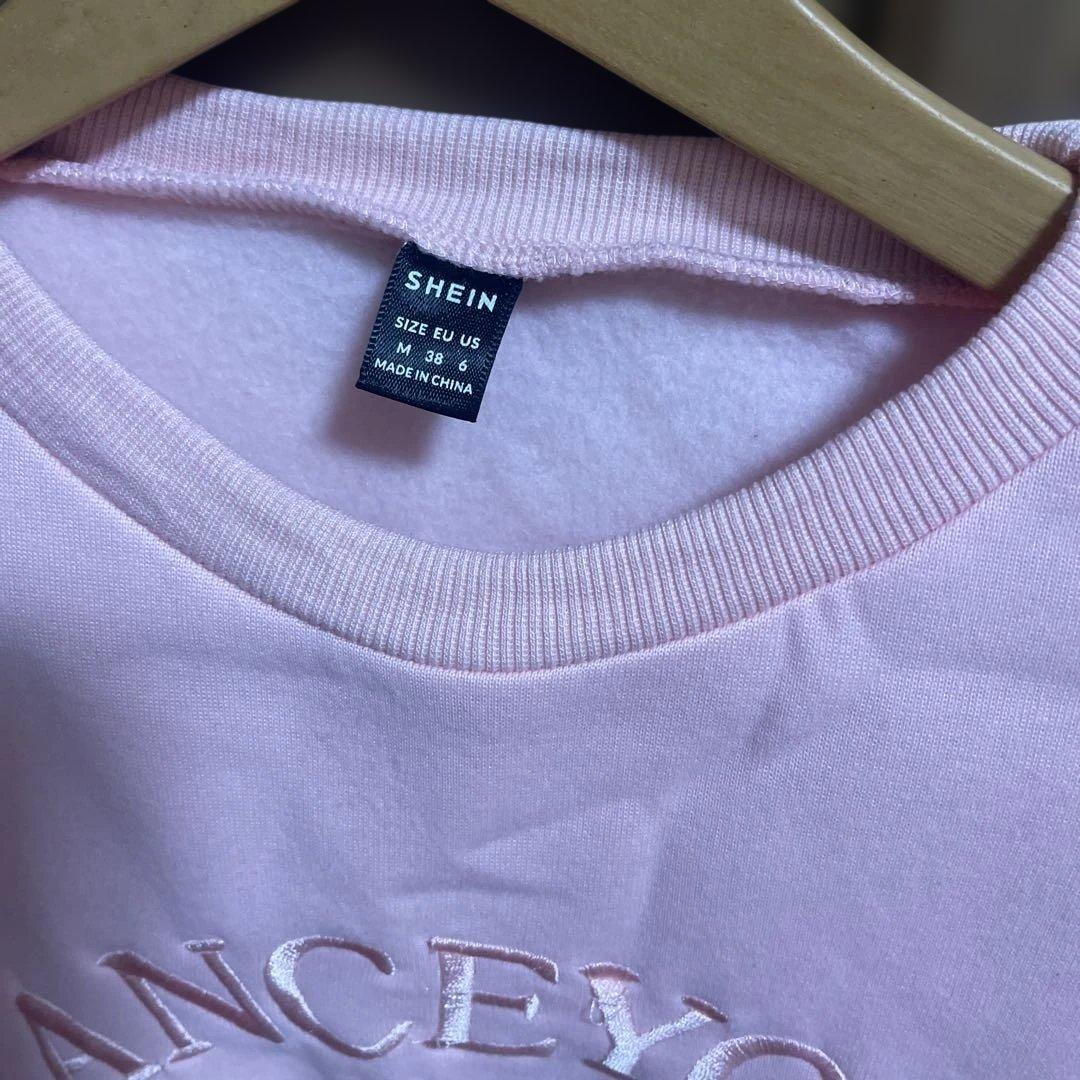 SHEIN
SIZE EU US
M 38 6
MADE IN CHINA
ANCEYO